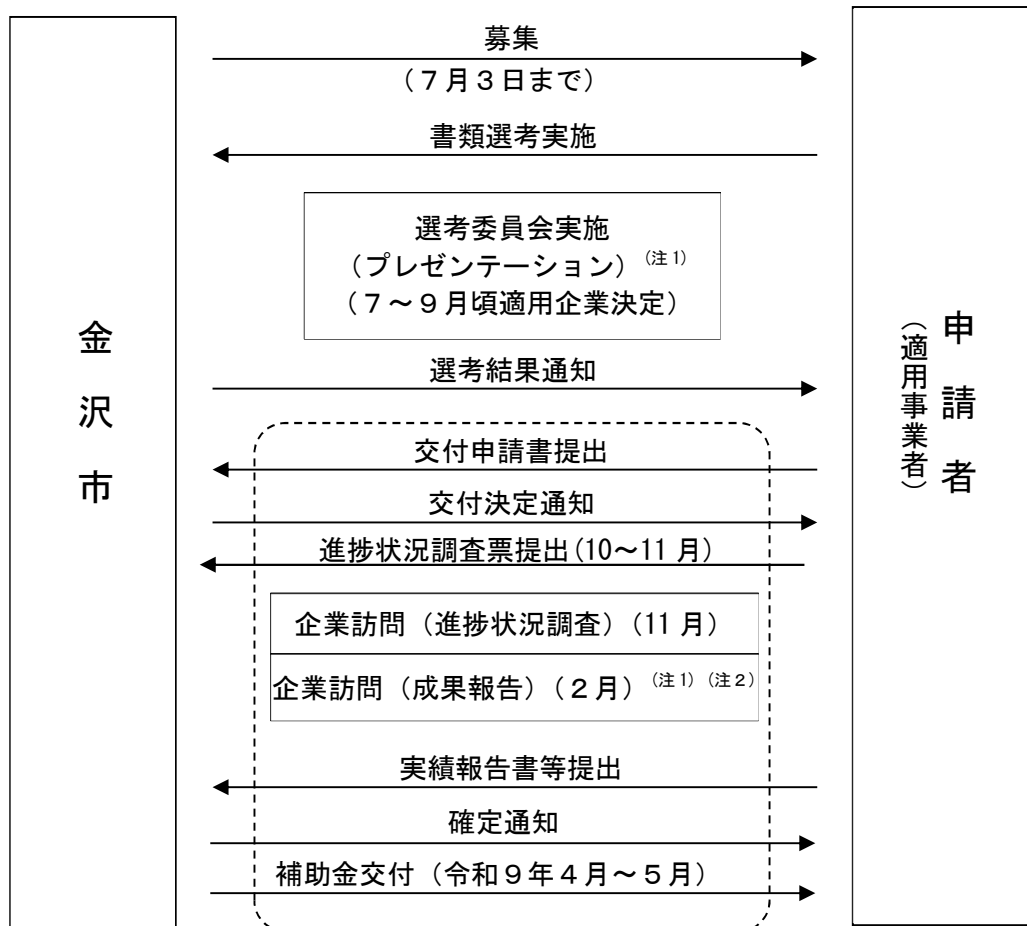 募集
（７月３日まで）
書類選考実施
選考委員会実施
（プレゼンテーション）（注１）
（７～９月頃適用企業決定）
選考結果通知
交付申請書提出
交付決定通知
進捗状況調査票提出(10～11 月)
企業訪問（進捗状況調査）(11 月)
企業訪問（成果報告）(２月)（注１）（注２）
実績報告書等提出
確定通知
補助金交付（令和９年４月～５月）
金沢市
申請者
（適用事業者）